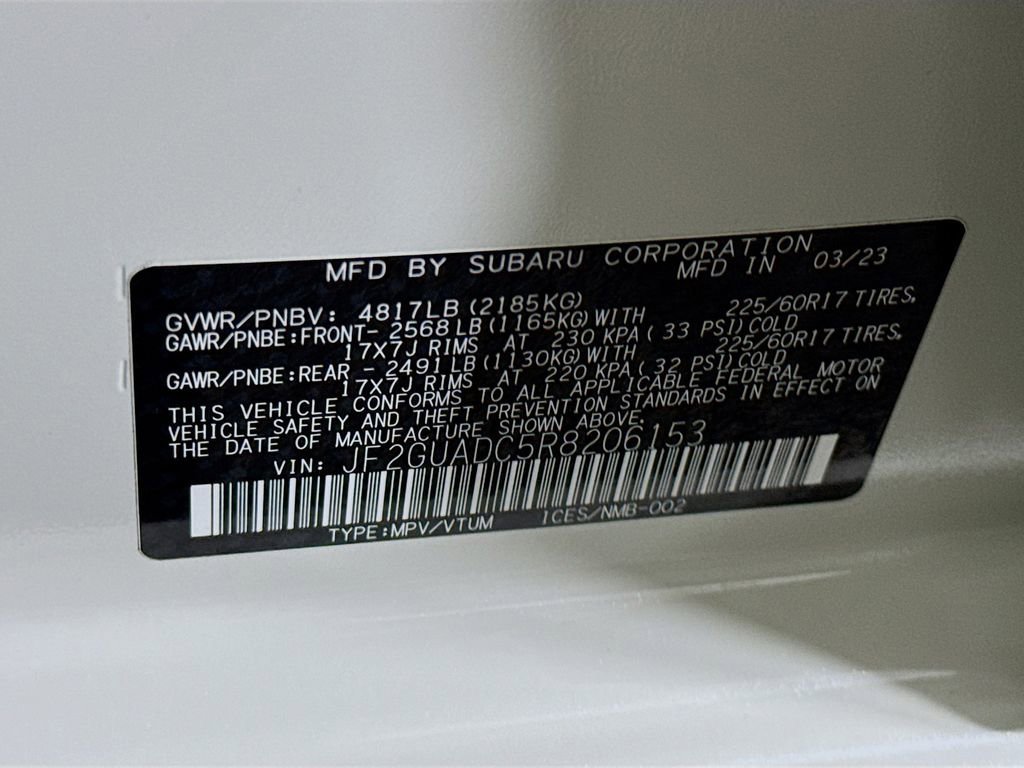 MFD BY SUBARU CORPORATION
MFD IN 03/23
GVWR/PNBV: 4817LB (2185KG)
GAWR/PNBE:FRONT- 2568LB (1165KG) WITH 225/60R17 TIRES,
17X7J RIMS AT 230 KPA ( 33 PSI) COLD
GAWR/PNBE:REAR - 2491LB (1130KG) WITH 225/60R17 TIRES,
17X7J RIMS AT 220 KPA ( 32 PSI) COLD
THIS VEHICLE CONFORMS TO ALL APPLICABLE FEDERAL MOTOR
VEHICLE SAFETY AND THEFT PREVENTION STANDARDS IN EFFECT ON
THE DATE OF MANUFACTURE SHOWN ABOVE.
VIN: JF2GUADC5R8206153
TYPE:MPV/VTUM ICES/NMB-002